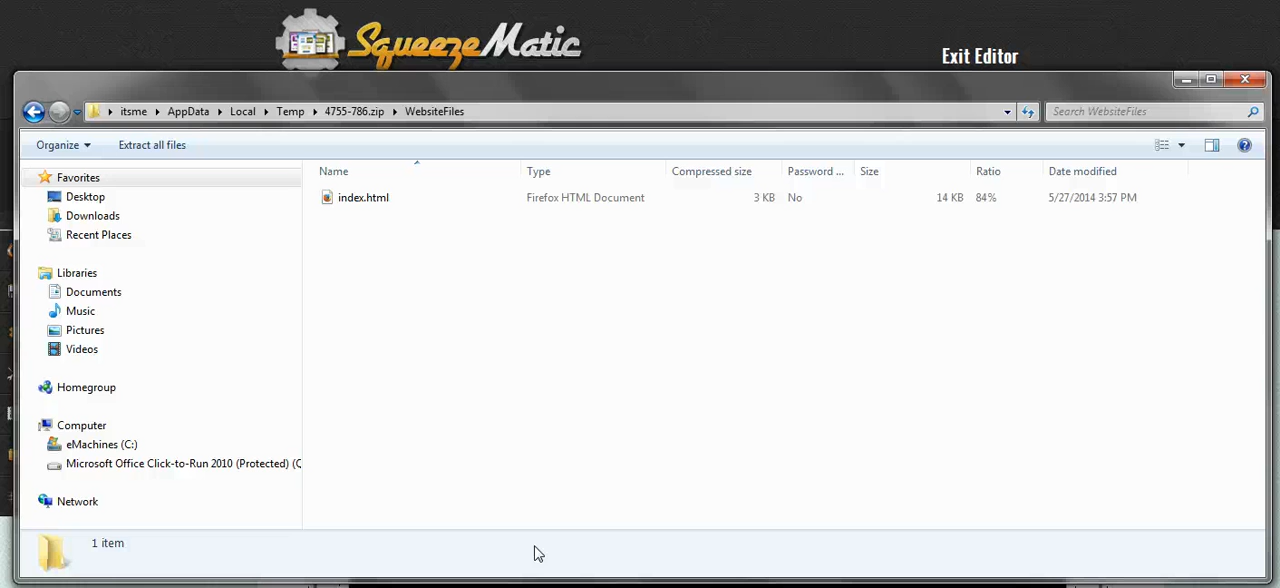 SqueezeMatic
Exit Editor
itsme AppData Local Temp 4755-786.zip WebsiteFiles
Search WebsiteFiles
Organize Extract all files
Name Type Compressed size Password ... Size Ratio Date modified
index.html Firefox HTML Document 3 KB No 14 KB 84% 5/27/2014 3:57 PM
Favorites
Desktop
Downloads
Recent Places
Libraries
Documents
Music
Pictures
Videos
Homegroup
Computer
eMachines (C:)
Microsoft Office Click-to-Run 2010 (Protected) (Q
Network
1 item